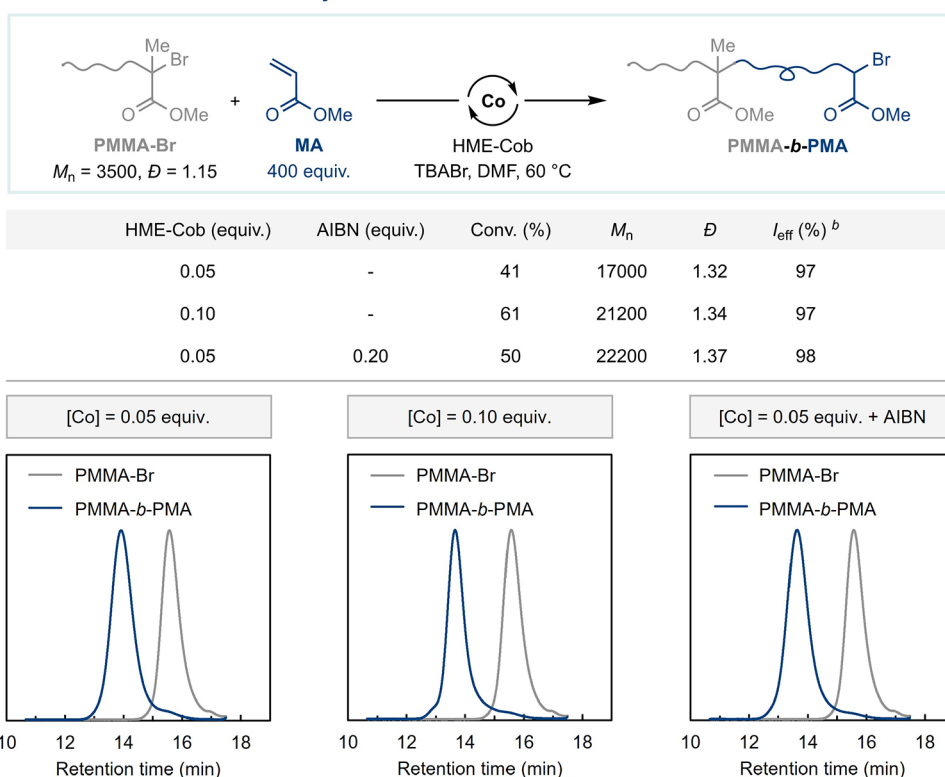 Me
Br
O
OMe
PMMA-Br
Mn = 3500, Đ = 1.15
+
O
OMe
MA
400 equiv.
Co
HME-Cob
TBABr, DMF, 60 °C
Me
Br
O
OMe
O
OMe
PMMA-b-PMA
HME-Cob (equiv.) AIBN (equiv.) Conv. (%) Mn Đ Ieff (%) b
0.05 - 41 17000 1.32 97
0.10 - 61 21200 1.34 97
0.05 0.20 50 22200 1.37 98
[Co] = 0.05 equiv.
PMMA-Br
PMMA-b-PMA
10 12 14 16 18
Retention time (min)
[Co] = 0.10 equiv.
PMMA-Br
PMMA-b-PMA
10 12 14 16 18
Retention time (min)
[Co] = 0.05 equiv. + AIBN
PMMA-Br
PMMA-b-PMA
10 12 14 16 18
Retention time (min)